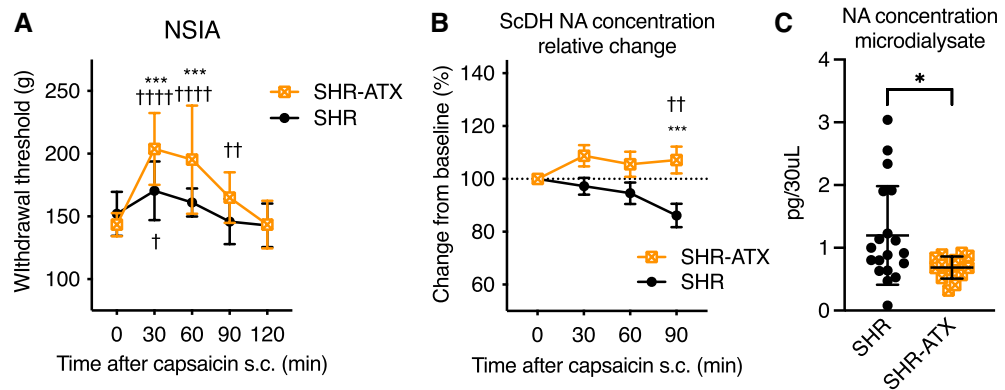 A
NSIA
Withdrawal threshold (g)
250
200
150
100
***
††††
***
††††
††
†
SHR-ATX
SHR
0 30 60 90 120
Time after capsaicin s.c. (min)
B
ScDH NA concentration
relative change
Change from baseline (%)
140
120
100
80
60
††
***
SHR-ATX
SHR
0 30 60 90
Time after capsaicin s.c. (min)
C
NA concentration
microdialysate
pg/30uL
4
3
2
1
0
*
SHR
SHR-ATX